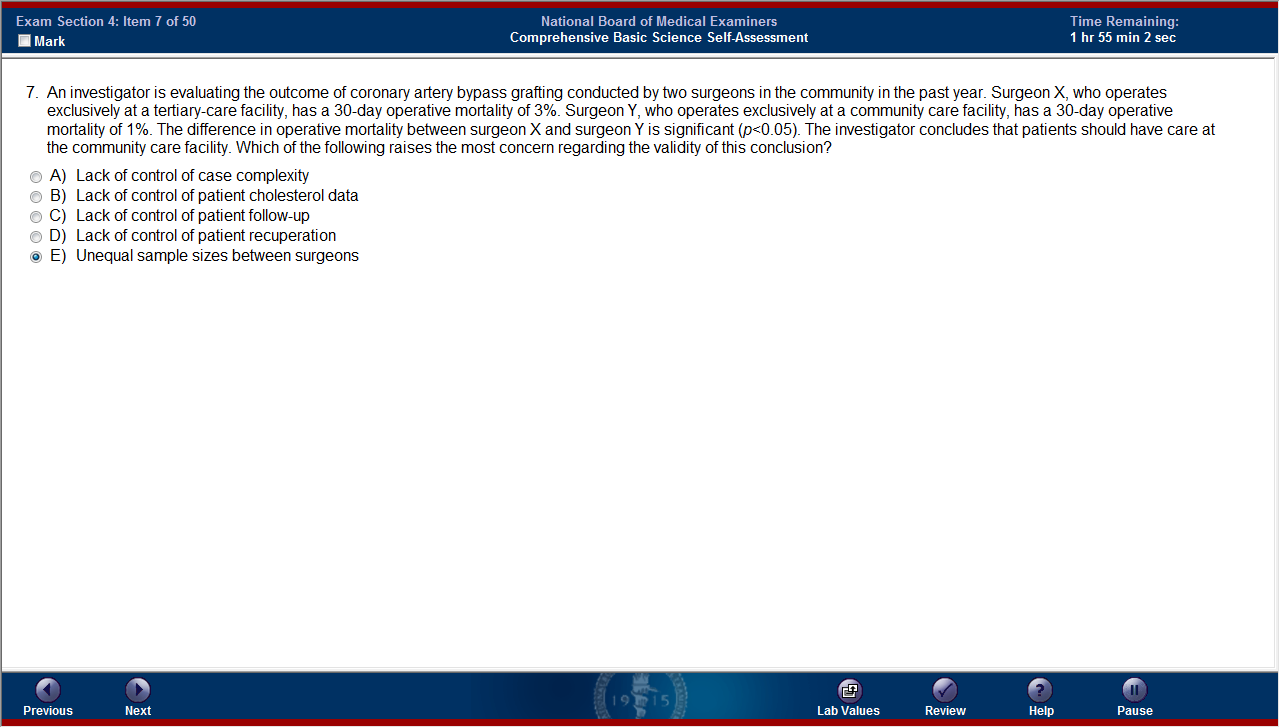 Exam Section 4: Item 7 of 50
National Board of Medical Examiners
Time Remaining:
Mark
Comprehensive Basic Science Self-Assessment
1 hr 55 min 2 sec
7. An investigator is evaluating the outcome of coronary artery bypass grafting conducted by two surgeons in the community in the past year. Surgeon X, who operates
exclusively at a tertiary-care facility, has a 30-day operative mortality of 3%. Surgeon Y, who operates exclusively at a community care facility, has a 30-day operative
mortality of 1%. The difference in operative mortality between surgeon X and surgeon Y is significant (p<0.05). The investigator concludes that patients should have care at
the community care facility. Which of the following raises the most concern regarding the validity of this conclusion?
A) Lack of control of case complexity
B) Lack of control of patient cholesterol data
C) Lack of control of patient follow-up
D) Lack of control of patient recuperation
E) Unequal sample sizes between surgeons
1915
Previous
Next
Lab Values
Review
Help
Pause